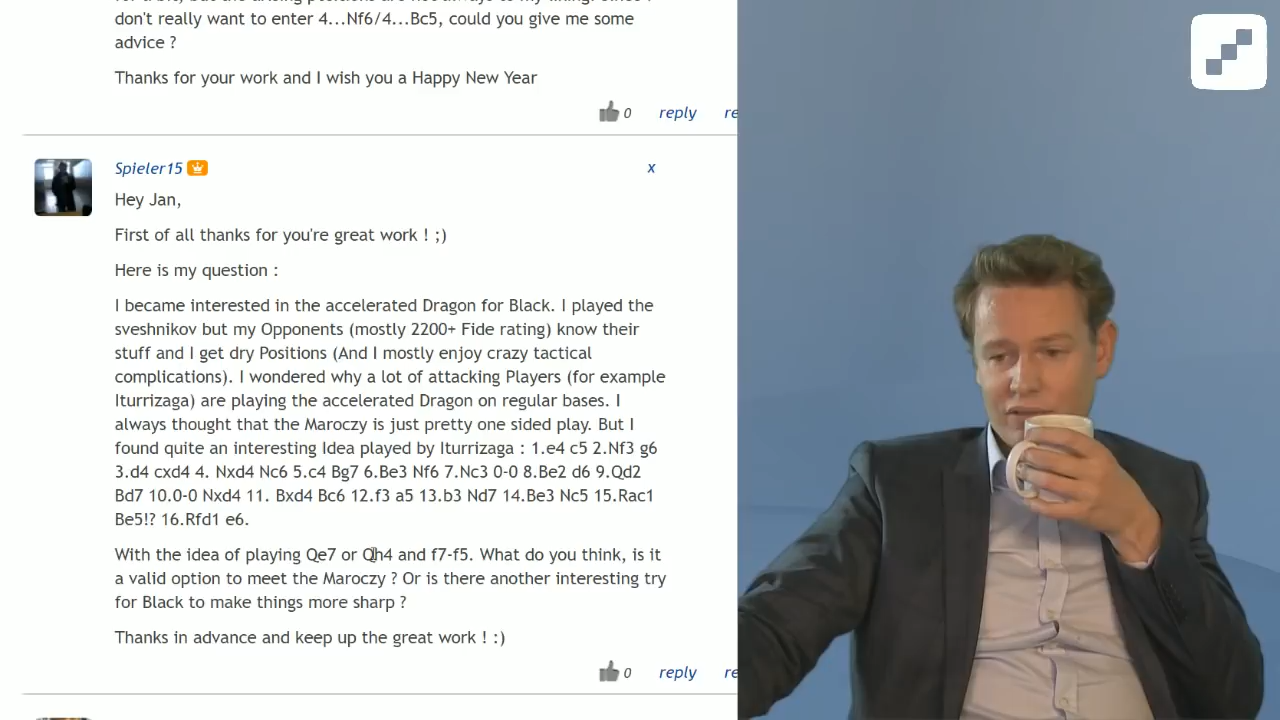 don't really want to enter 4...Nf6/4...Bc5, could you give me some
advice ?
Thanks for your work and I wish you a Happy New Year
0 reply re
Spieler15
x
Hey Jan,
First of all thanks for you're great work ! ;)
Here is my question :
I became interested in the accelerated Dragon for Black. I played the
sveshnikov but my Opponents (mostly 2200+ Fide rating) know their
stuff and I get dry Positions (And I mostly enjoy crazy tactical
complications). I wondered why a lot of attacking Players (for example
Iturrizaga) are playing the accelerated Dragon on regular bases. I
always thought that the Maroczy is just pretty one sided play. But I
found quite an interesting Idea played by Iturrizaga : 1.e4 c5 2.Nf3 g6
3.d4 cxd4 4. Nxd4 Nc6 5.c4 Bg7 6.Be3 Nf6 7.Nc3 0-0 8.Be2 d6 9.Qd2
Bd7 10.0-0 Nxd4 11. Bxd4 Bc6 12.f3 a5 13.b3 Nd7 14.Be3 Nc5 15.Rac1
Be5!? 16.Rfd1 e6.
With the idea of playing Qe7 or Qh4 and f7-f5. What do you think, is it
a valid option to meet the Maroczy ? Or is there another interesting try
for Black to make things more sharp ?
Thanks in advance and keep up the great work ! :)
0 reply re